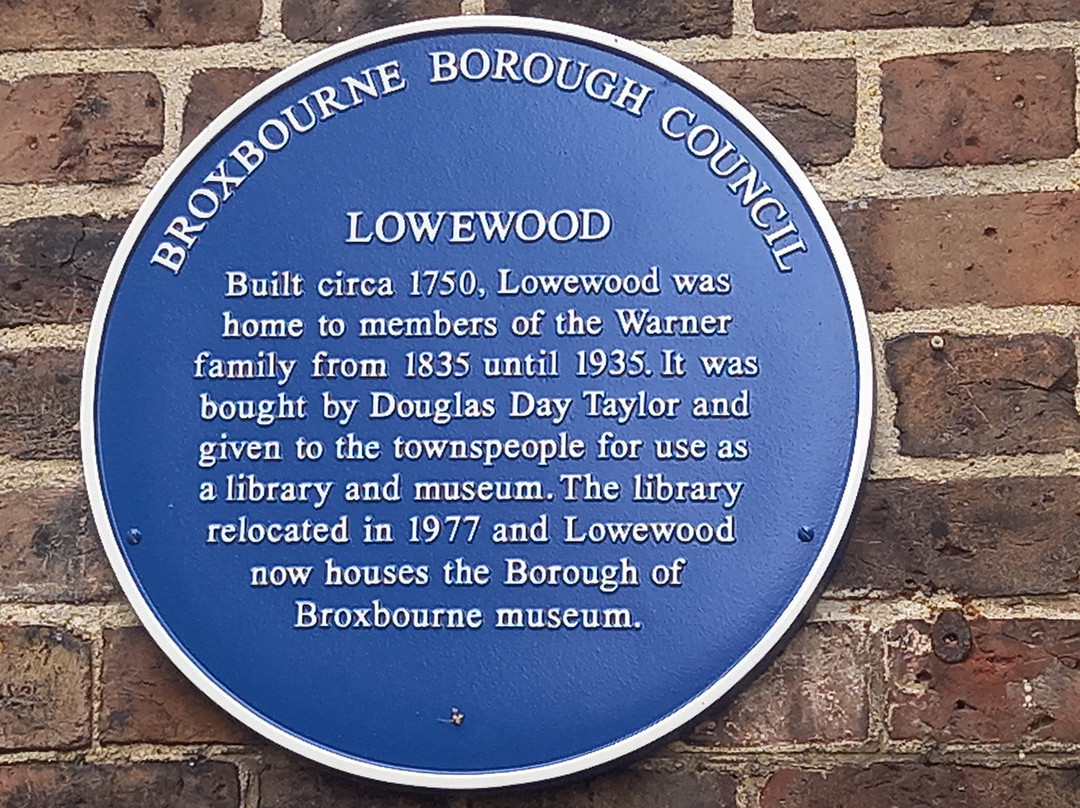 BROXBOURNE BOROUGH COUNCIL
LOWEWOOD
Built circa 1750, Lowewood was
home to members of the Warner
family from 1835 until 1935. It was
bought by Douglas Day Taylor and
given to the townspeople for use as
a library and museum. The library
relocated in 1977 and Lowewood
now houses the Borough of
Broxbourne museum.